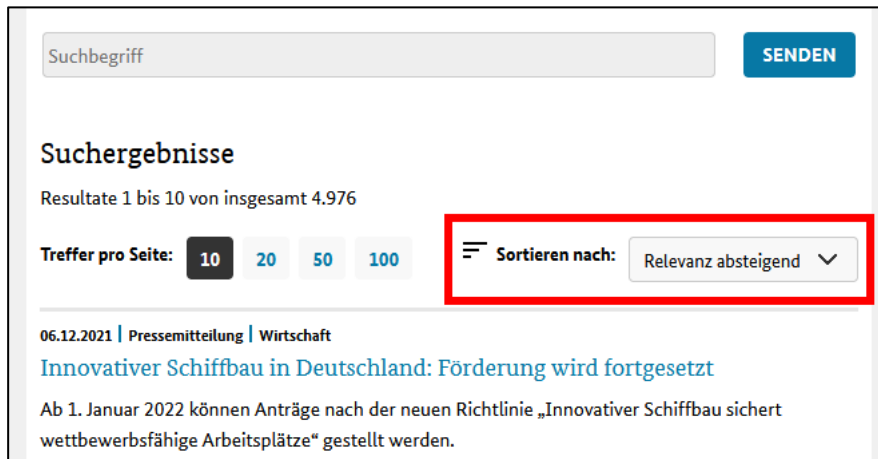 Suchbegriff
SENDEN
Suchergebnisse
Resultate 1 bis 10 von insgesamt 4.976
Treffer pro Seite: 10 20 50 100 Sortieren nach: Relevanz absteigend
06.12.2021 | Pressemitteilung | Wirtschaft
Innovativer Schiffbau in Deutschland: Förderung wird fortgesetzt
Ab 1. Januar 2022 können Anträge nach der neuen Richtlinie „Innovativer Schiffbau sichert
wettbewerbsfähige Arbeitsplätze“ gestellt werden.